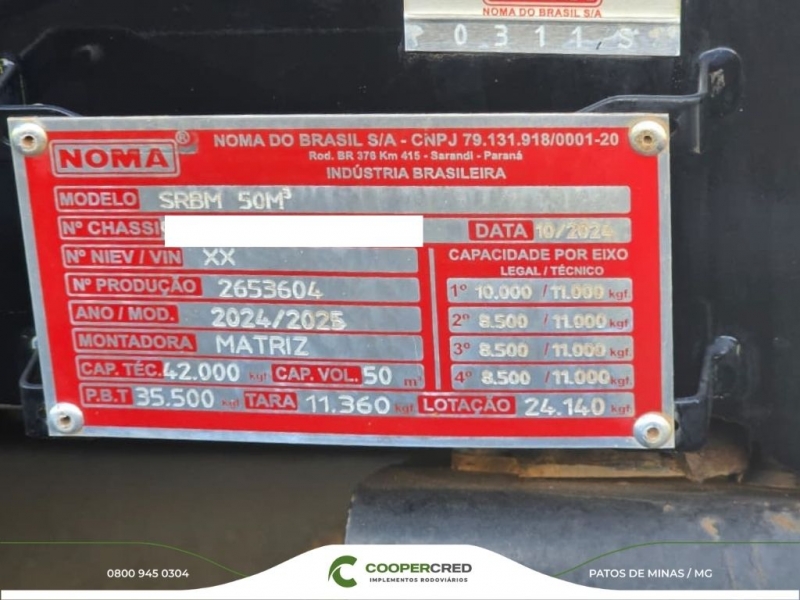 NOMA DO BRASIL S/A
0311S
NOMA®
NOMA DO BRASIL S/A - CNPJ 79.131.918/0001-20
Rod. BR 376 Km 415 - Sarandi - Paraná
INDÚSTRIA BRASILEIRA
MODELO SRBM 50M³
Nº CHASSI DATA 10/2024
Nº NIEV / VIN XX
Nº PRODUÇÃO 2653604
ANO / MOD. 2024/2025
MONTADORA MATRIZ
CAP. TÉC. 42.000 kgf CAP. VOL. 50 m³
CAPACIDADE POR EIXO
LEGAL / TÉCNICO
1º 10.000 / 11.000 kgf
2º 8.500 / 11.000 kgf
3º 8.500 / 11.000 kgf
4º 8.500 / 11.000 kgf
P.B.T 35.500 kgf TARA 11.360 kgf LOTAÇÃO 24.140 kgf
0800 945 0304
COOPERCRED
IMPLEMENTOS RODOVIÁRIOS
PATOS DE MINAS / MG